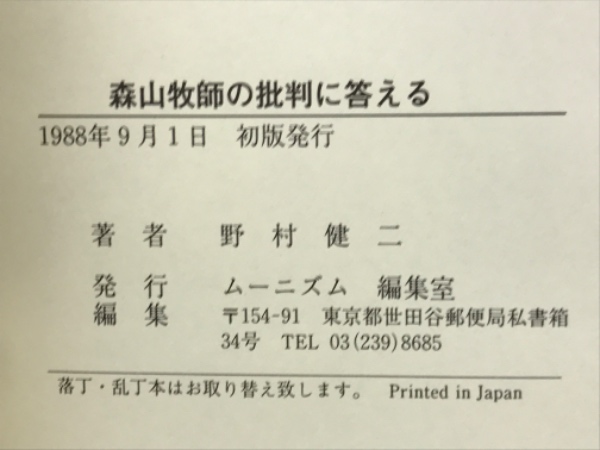 森山牧師の批判に答える
1988年9月1日 初版発行
著者 野村健二
発行 ムーニズム 編集室
編集 〒154-91 東京都世田谷郵便局私書箱
34号 TEL 03(239)8685
落丁・乱丁本はお取り替え致します。 Printed in Japan